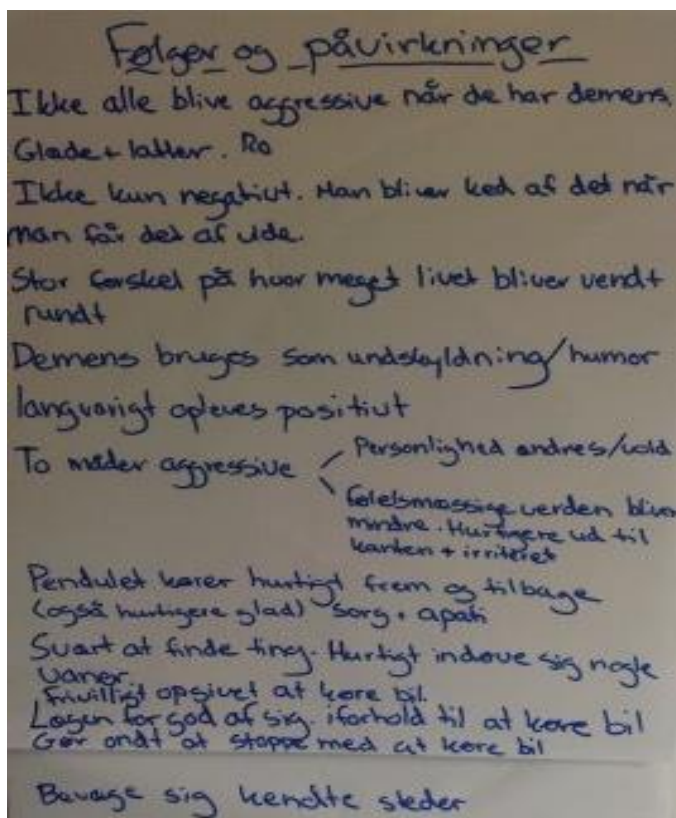 Følger og påvirkninger
Ikke alle blive aggressive når de har demens.
Glade + latter. Ro
Ikke kun negativt. Man bliver ked af det når
man får det af vide.
Stor forskel på hvor meget livet bliver vendt
rundt
Demens bruges som undskyldning/humor
langvarigt opleves positivt
To måder aggressive
Personlighed ændres/vold
følelsmæssige verden bliver
mindre. Hurtigere ud til
kanten + irriteret
Pendulet kører hurtigt frem og tilbage
(også hurtigere glad) sorg + apati
Svært at finde ting. Hurtigt indøve sig nogle
vaner.
Frivilligt opgivet at køre bil.
Lægen for god af sig. iforhold til at køre bil
Gør ondt at stoppe med at køre bil
Bevæge sig kendte steder